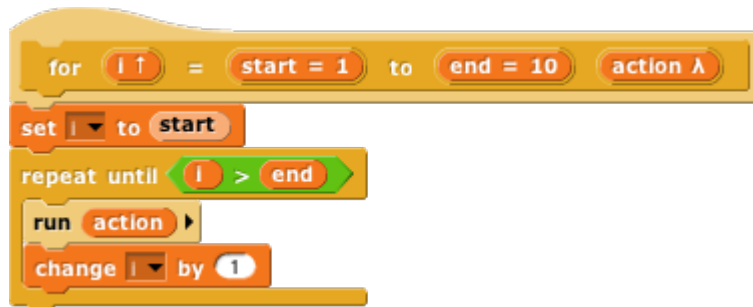 for i ↑ = start = 1 to end = 10 action λ
set i to start
repeat until i > end
run action
change i by 1